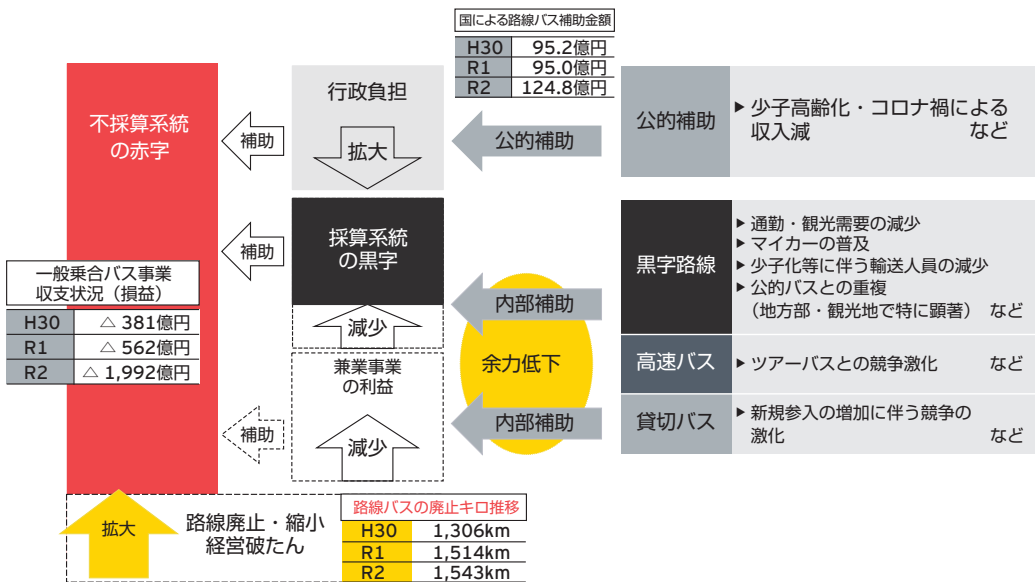 国による路線バス補助金額
H30 95.2億円
R1 95.0億円
R2 124.8億円
不採算系統
の赤字
補助
行政負担
拡大
公的補助
公的補助
▶ 少子高齢化・コロナ禍による
収入減 など
補助
採算系統
の黒字
減少
内部補助
黒字路線
▶ 通勤・観光需要の減少
▶ マイカーの普及
▶ 少子化等に伴う輸送人員の減少
▶ 公的バスとの重複
(地方部・観光地で特に顕著) など
一般乗合バス事業
収支状況(損益)
H30 △ 381億円
R1 △ 562億円
R2 △ 1,992億円
兼業事業
の利益
余力低下
高速バス
▶ ツアーバスとの競争激化 など
補助
減少
内部補助
貸切バス
▶ 新規参入の増加に伴う競争の
激化 など
拡大
路線廃止・縮小
経営破たん
路線バスの廃止キロ推移
H30 1,306km
R1 1,514km
R2 1,543km